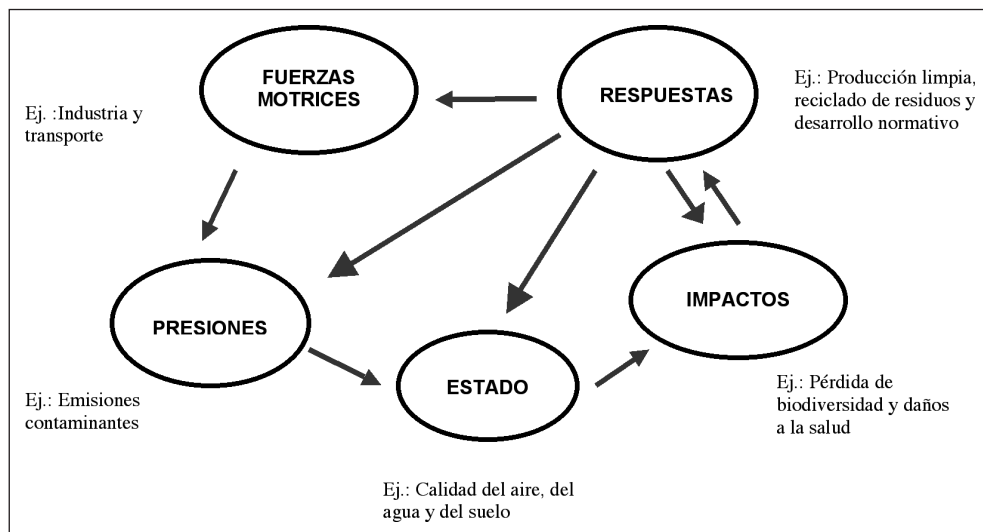 FUERZAS
MOTRICES
RESPUESTAS
Ej.: Producción limpia,
reciclado de residuos y
desarrollo normativo
Ej. :Industria y
transporte
PRESIONES
IMPACTOS
ESTADO
Ej.: Emisiones
contaminantes
Ej.: Pérdida de
biodiversidad y daños
a la salud
Ej.: Calidad del aire, del
agua y del suelo